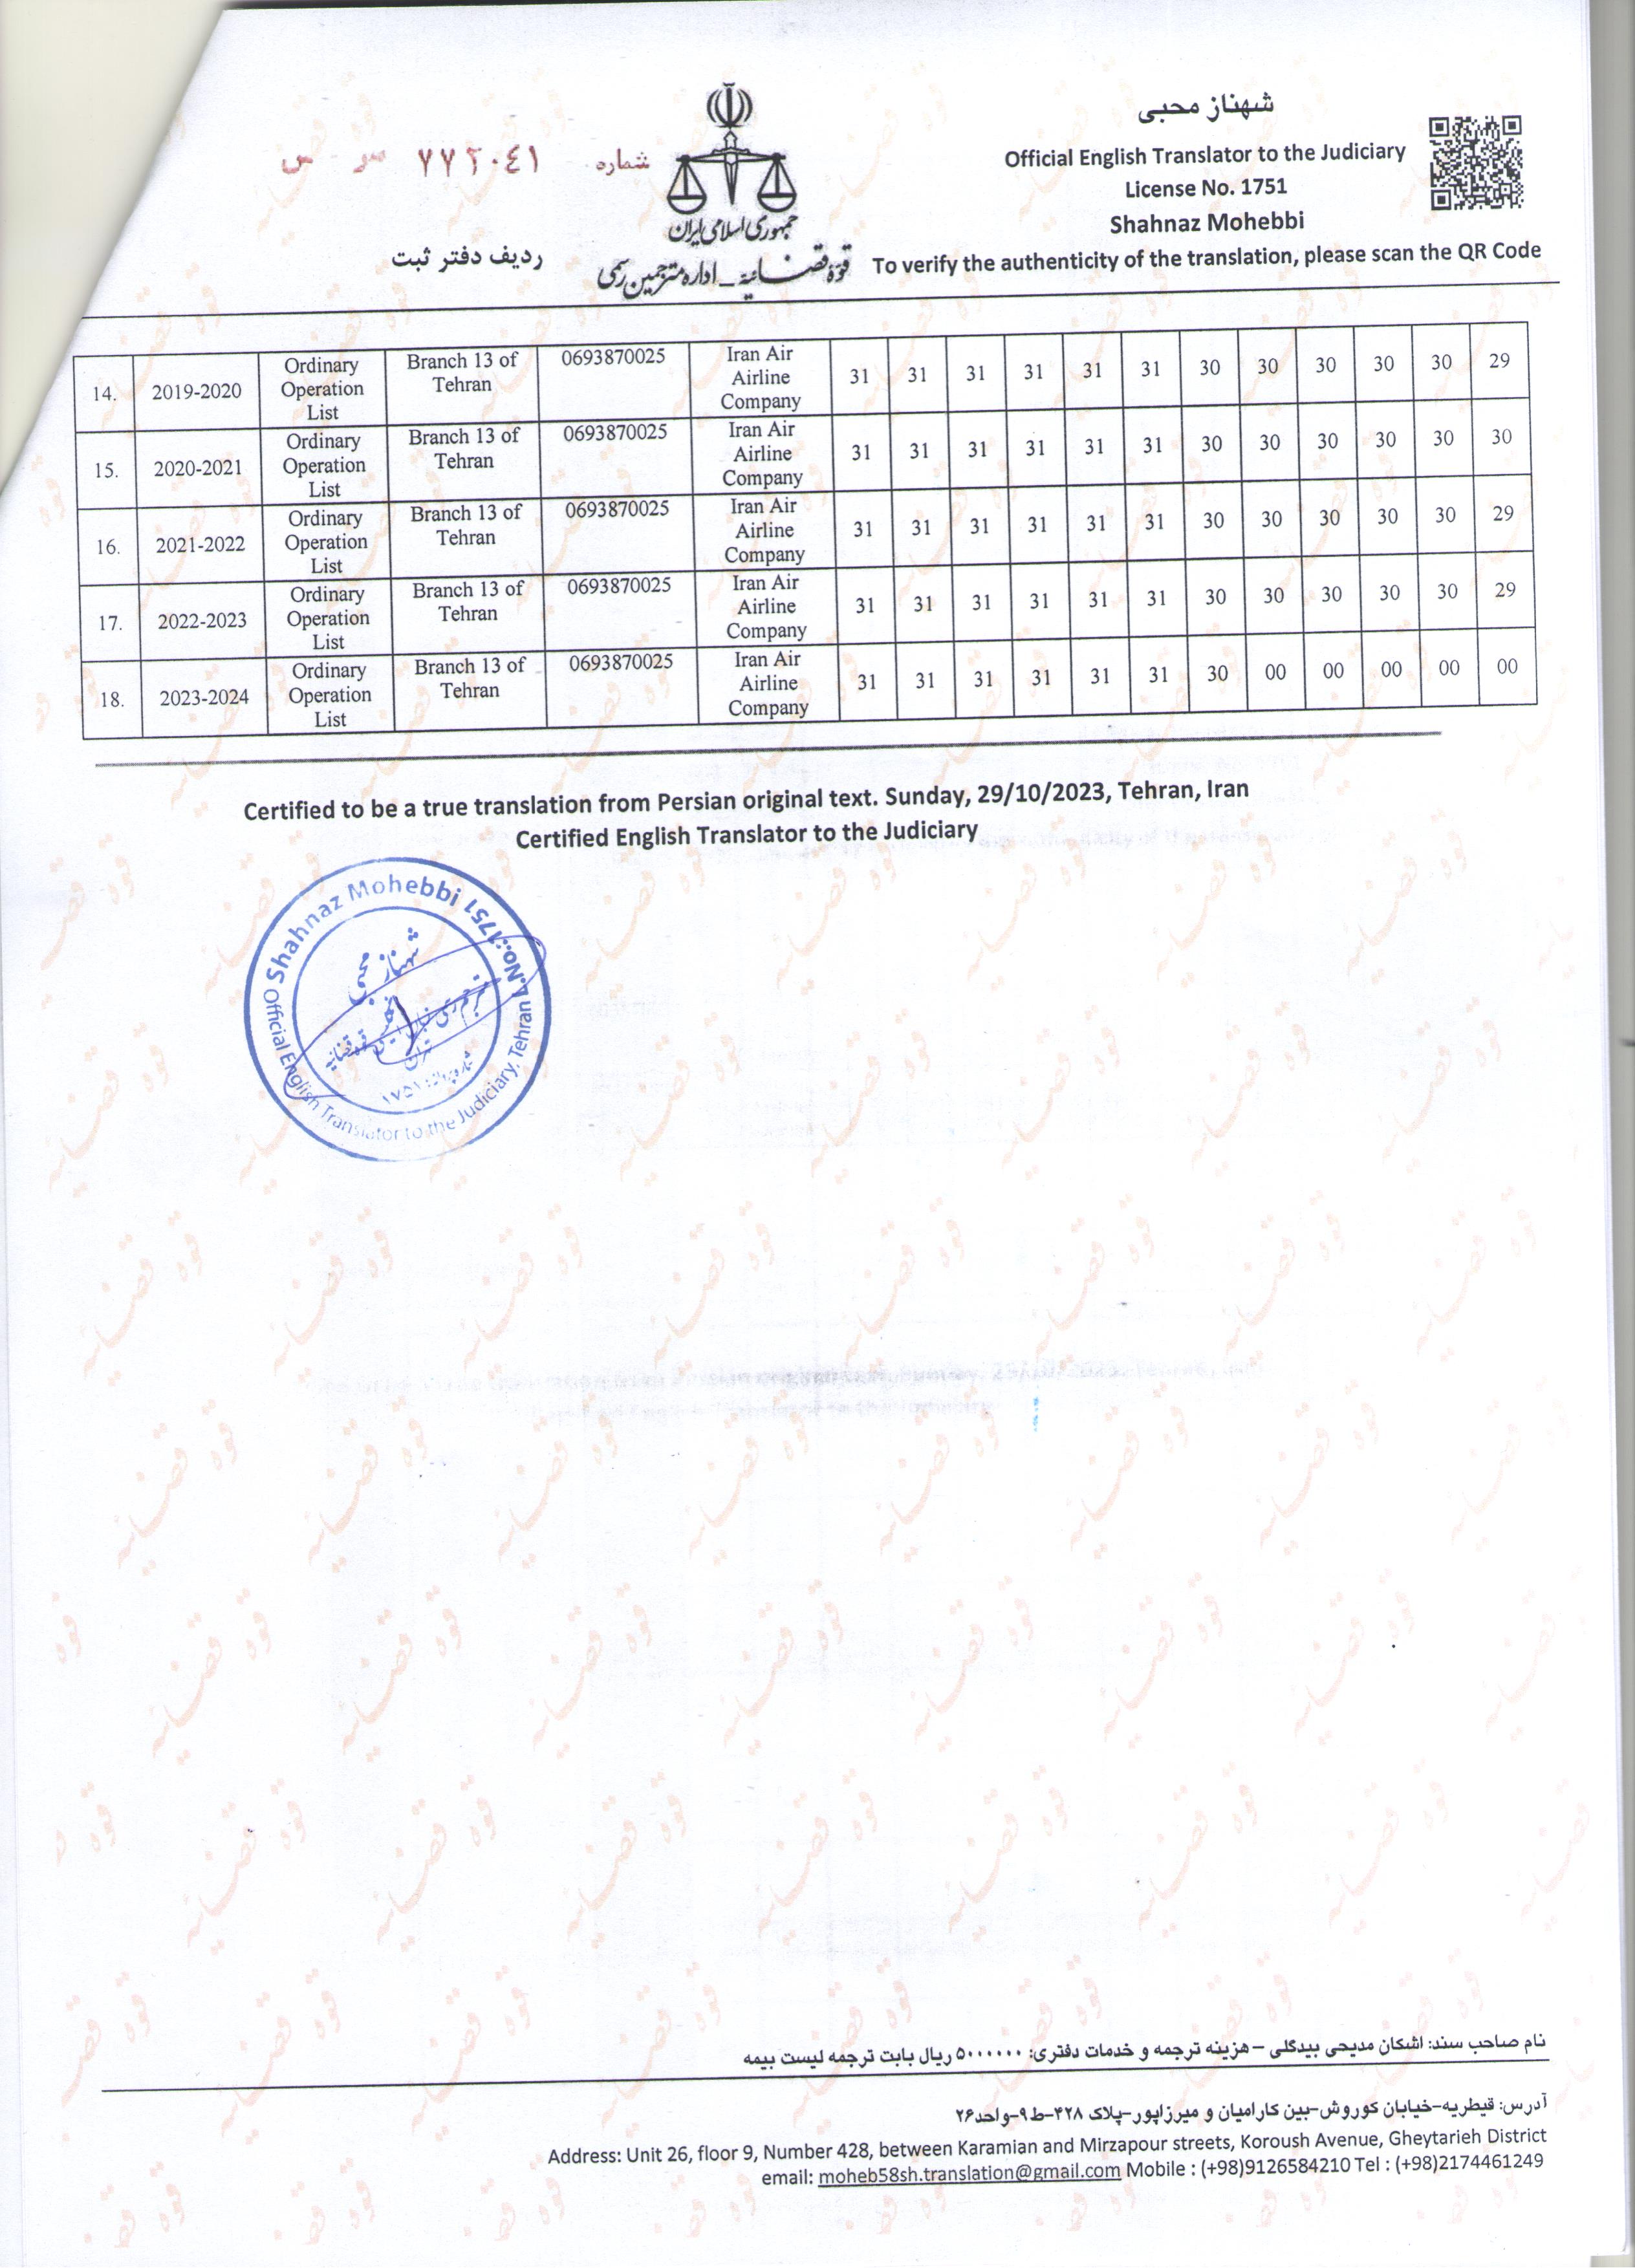 شهناز محبی
Official English Translator to the Judiciary
License No. 1751
Shahnaz Mohebbi
To verify the authenticity of the translation, please scan the QR Code
جمهوری اسلامی ایران
قوه قضائیه ـ اداره مترجمین رسمی
شماره ۷۷۲۰۴۱
ردیف دفتر ثبت
14. 2019-2020 Ordinary Operation List Branch 13 of Tehran 0693870025 Iran Air Airline Company 31 31 31 31 31 31 30 30 30 30 30 29
15. 2020-2021 Ordinary Operation List Branch 13 of Tehran 0693870025 Iran Air Airline Company 31 31 31 31 31 31 30 30 30 30 30 30
16. 2021-2022 Ordinary Operation List Branch 13 of Tehran 0693870025 Iran Air Airline Company 31 31 31 31 31 31 30 30 30 30 30 29
17. 2022-2023 Ordinary Operation List Branch 13 of Tehran 0693870025 Iran Air Airline Company 31 31 31 31 31 31 30 30 30 30 30 29
18. 2023-2024 Ordinary Operation List Branch 13 of Tehran 0693870025 Iran Air Airline Company 31 31 31 31 31 31 30 00 00 00 00 00
Certified to be a true translation from Persian original text. Sunday, 29/10/2023, Tehran, Iran
Certified English Translator to the Judiciary
Shahnaz Mohebbi L.No.:1751
Official English Translator to the Judiciary, Tehran
شهناز محبی
۱۷۵۱
نام صاحب سند: اشکان مدیحی بیدگلی – هزینه ترجمه و خدمات دفتری: ۵۰۰۰۰۰۰ ریال بابت ترجمه لیست بیمه
آدرس: قیطریه-خیابان کوروش-بین کارامیان و میرزاپور-پلاک ۴۲۸-ط۹-واحد۲۶
Address: Unit 26, floor 9, Number 428, between Karamian and Mirzapour streets, Koroush Avenue, Gheytarieh District
email: moheb58sh.translation@gmail.com Mobile : (+98)9126584210 Tel : (+98)2174461249